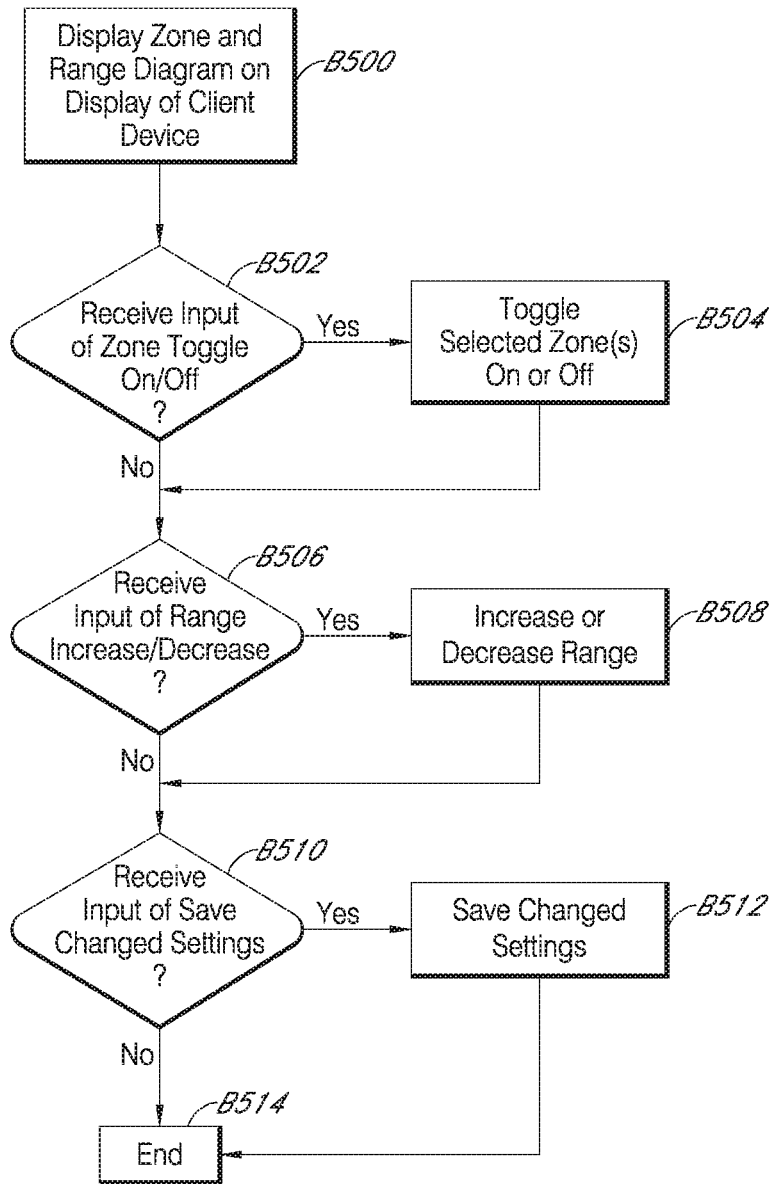 Display Zone and
Range Diagram on
Display of Client
Device
B500
B502
Receive Input
of Zone Toggle
On/Off
?
Yes
Toggle
Selected Zone(s)
On or Off
B504
No
B506
Receive
Input of Range
Increase/Decrease
?
Yes
Increase or
Decrease Range
B508
No
B510
Receive
Input of Save
Changed Settings
?
Yes
Save Changed
Settings
B512
No
B514
End